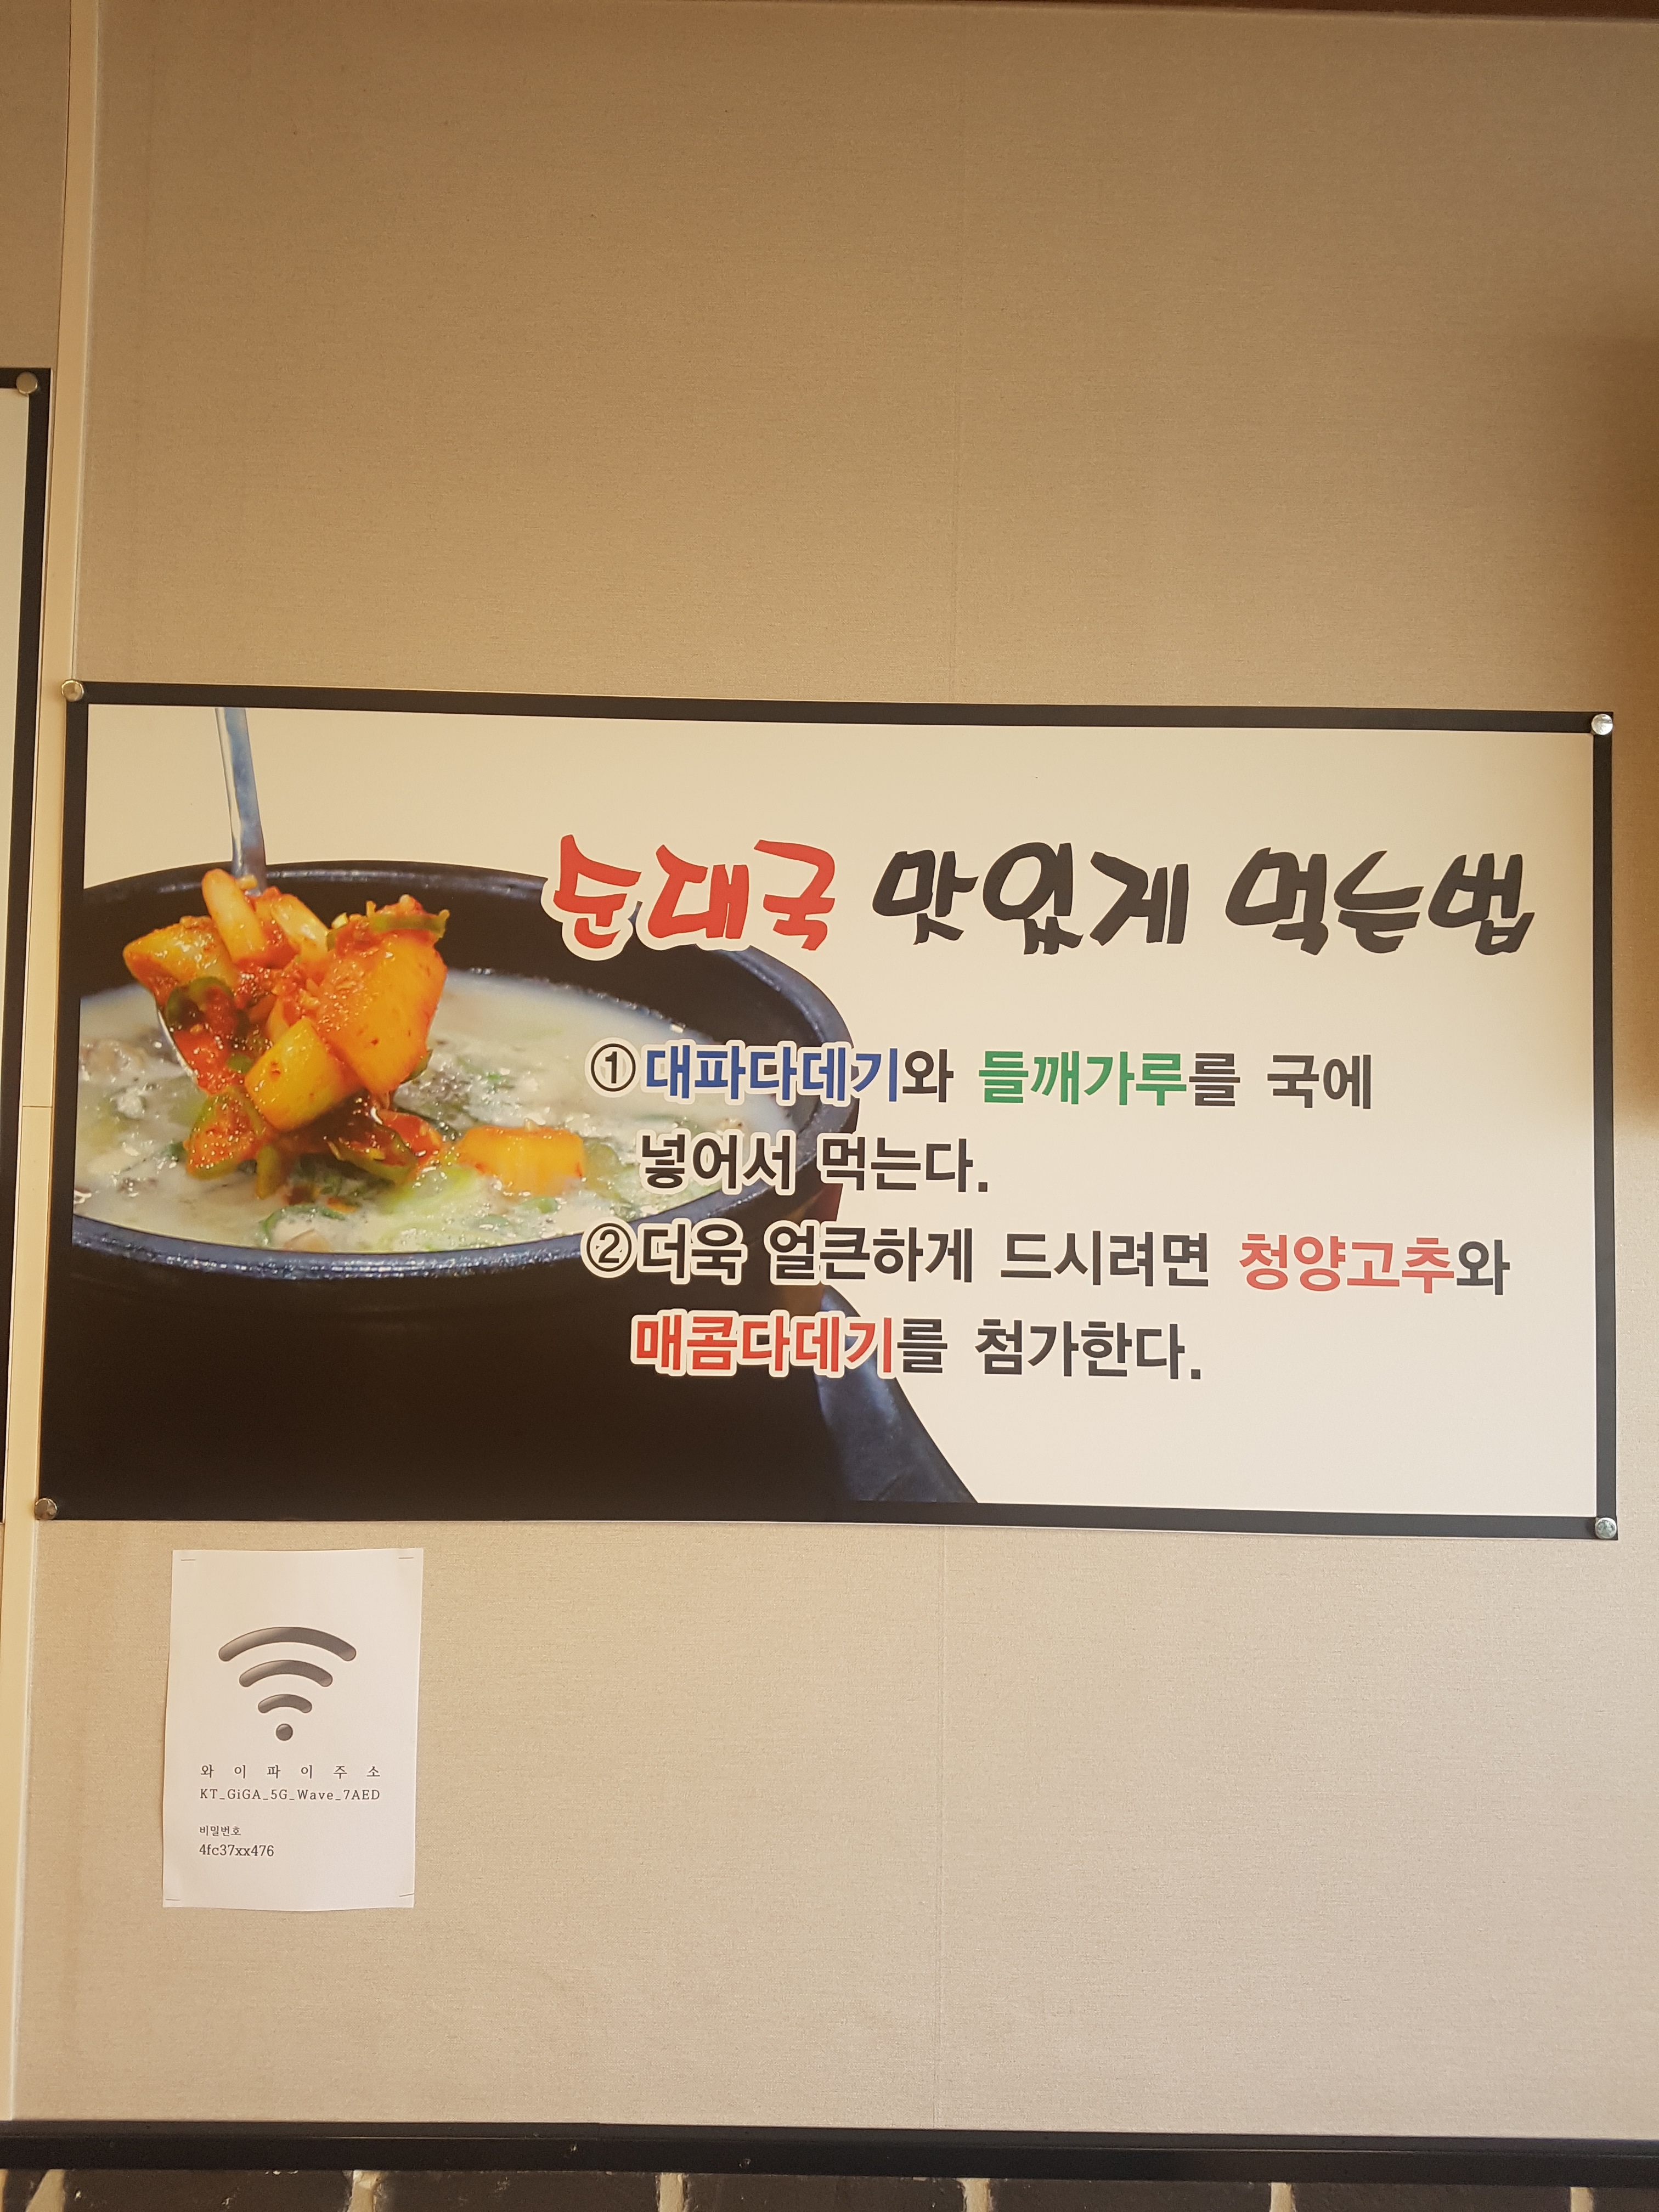 순대국 맛있게 먹는법
①대파다데기와 들깨가루를 국에
넣어서 먹는다.
②더욱 얼큰하게 드시려면 청양고추와
매콤다데기를 첨가한다.
와이파이주소
KT_GiGA_5G_Wave_7AED
비밀번호
4fc37xx476